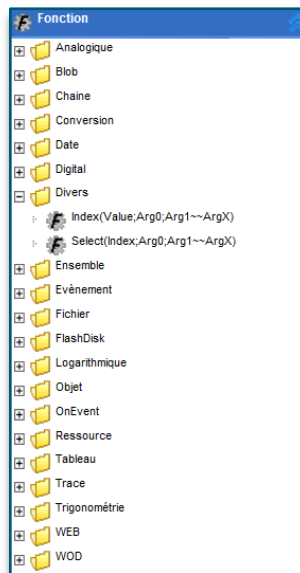 Fonction
Analogique
Blob
Chaine
Conversion
Date
Digital
Divers
Index(Value;Arg0;Arg1~~ArgX)
Select(Index;Arg0;Arg1~~ArgX)
Ensemble
Evènement
Fichier
FlashDisk
Logarithmique
Objet
OnEvent
Ressource
Tableau
Trace
Trigonométrie
WEB
WOD